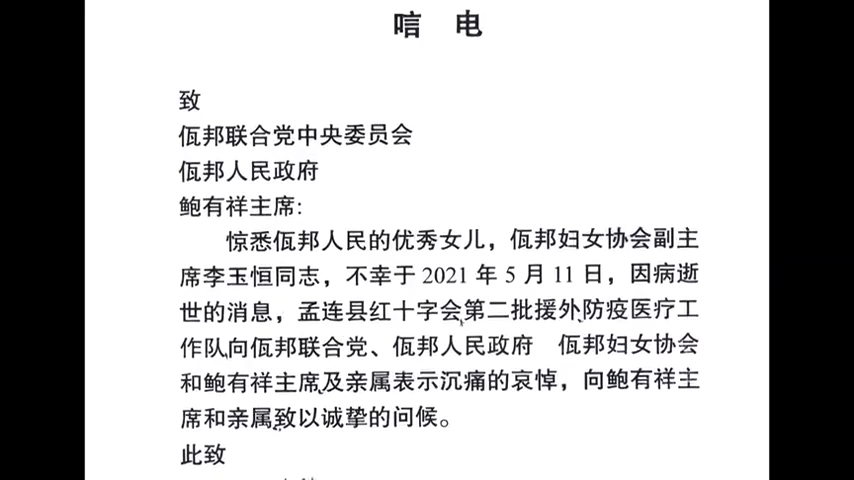 唁 电
致
佤邦联合党中央委员会
佤邦人民政府
鲍有祥主席:
惊悉佤邦人民的优秀女儿，佤邦妇女协会副主
席李玉恒同志，不幸于 2021 年 5 月 11 日，因病逝
世的消息，孟连县红十字会第二批援外防疫医疗工
作队向佤邦联合党、佤邦人民政府 佤邦妇女协会
和鲍有祥主席及亲属表示沉痛的哀悼，向鲍有祥主
席和亲属致以诚挚的问候。
此致